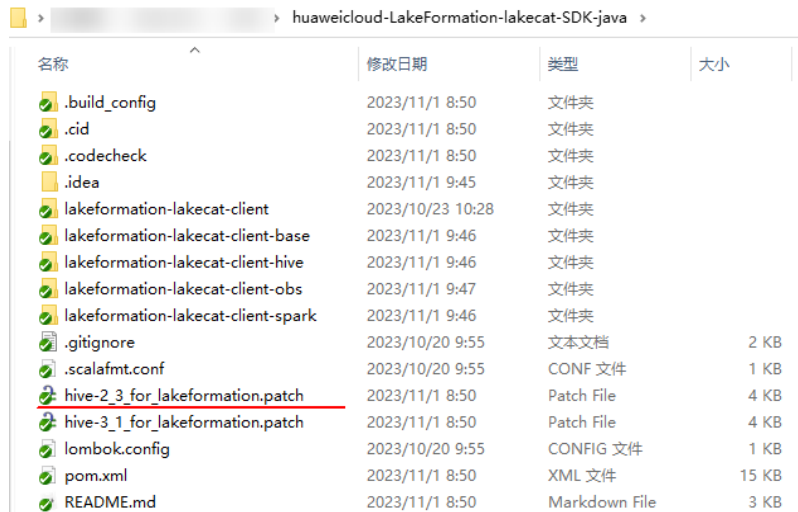 huaweicloud-LakeFormation-lakecat-SDK-java
名称 修改日期 类型 大小
.build_config 2023/11/1 8:50 文件夹
.cid 2023/11/1 8:50 文件夹
.codecheck 2023/11/1 8:50 文件夹
.idea 2023/11/1 9:45 文件夹
lakeformation-lakecat-client 2023/10/23 10:28 文件夹
lakeformation-lakecat-client-base 2023/11/1 9:46 文件夹
lakeformation-lakecat-client-hive 2023/11/1 9:46 文件夹
lakeformation-lakecat-client-obs 2023/11/1 9:47 文件夹
lakeformation-lakecat-client-spark 2023/11/1 9:46 文件夹
.gitignore 2023/10/20 9:55 文本文档 2 KB
.scalafmt.conf 2023/10/20 9:55 CONF 文件 1 KB
hive-2_3_for_lakeformation.patch 2023/11/1 8:50 Patch File 4 KB
hive-3_1_for_lakeformation.patch 2023/11/1 8:50 Patch File 4 KB
lombok.config 2023/10/20 9:55 CONFIG 文件 1 KB
pom.xml 2023/11/1 8:50 XML 文件 15 KB
README.md 2023/11/1 8:50 Markdown File 3 KB